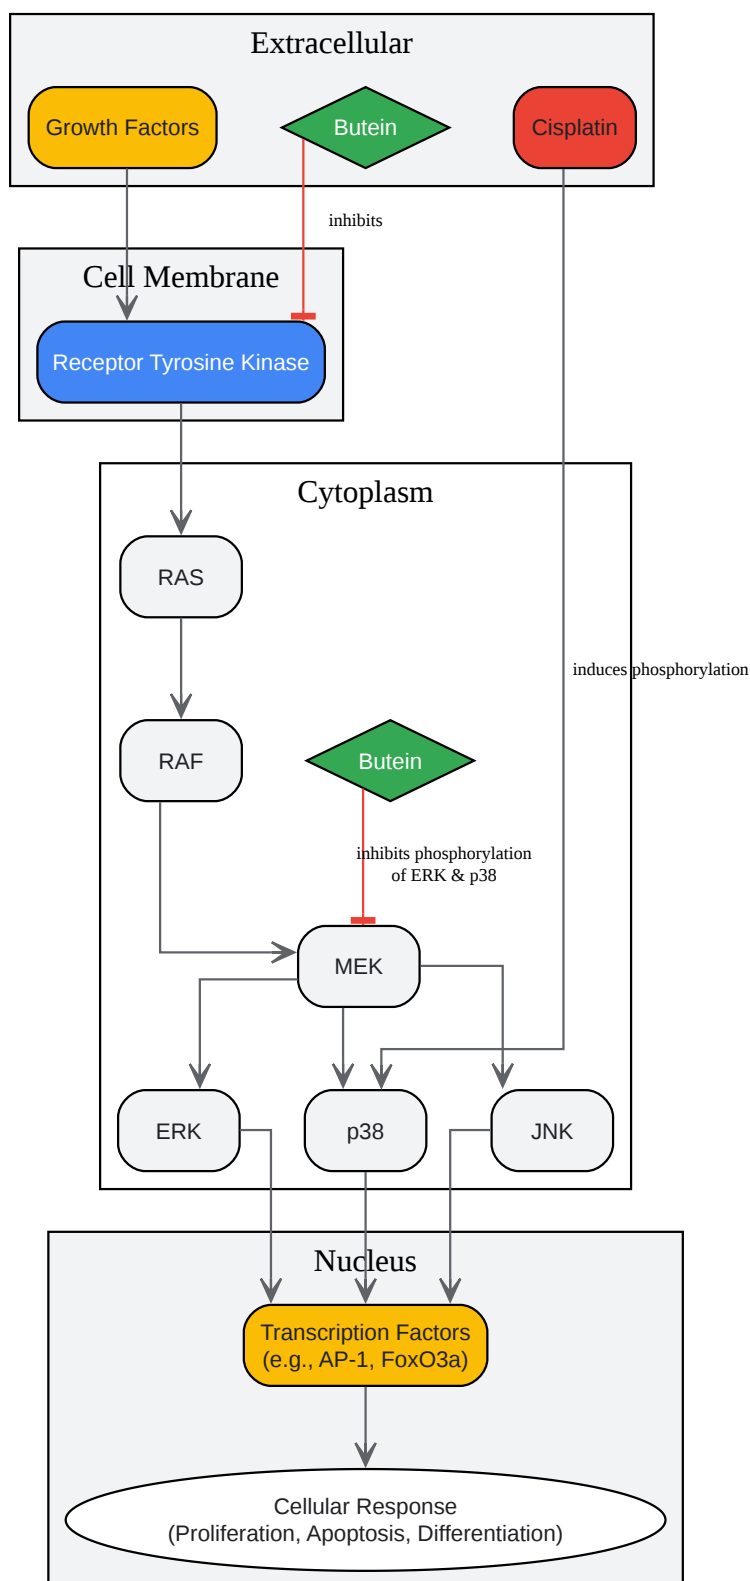 Extracellular
Growth Factors
Butein
Cisplatin
inhibits
Cell Membrane
Receptor Tyrosine Kinase
Cytoplasm
RAS
induces phosphorylation
RAF
Butein
inhibits phosphorylation
of ERK & p38
MEK
ERK
p38
JNK
Nucleus
Transcription Factors
(e.g., AP-1, FoxO3a)
Cellular Response
(Proliferation, Apoptosis, Differentiation)